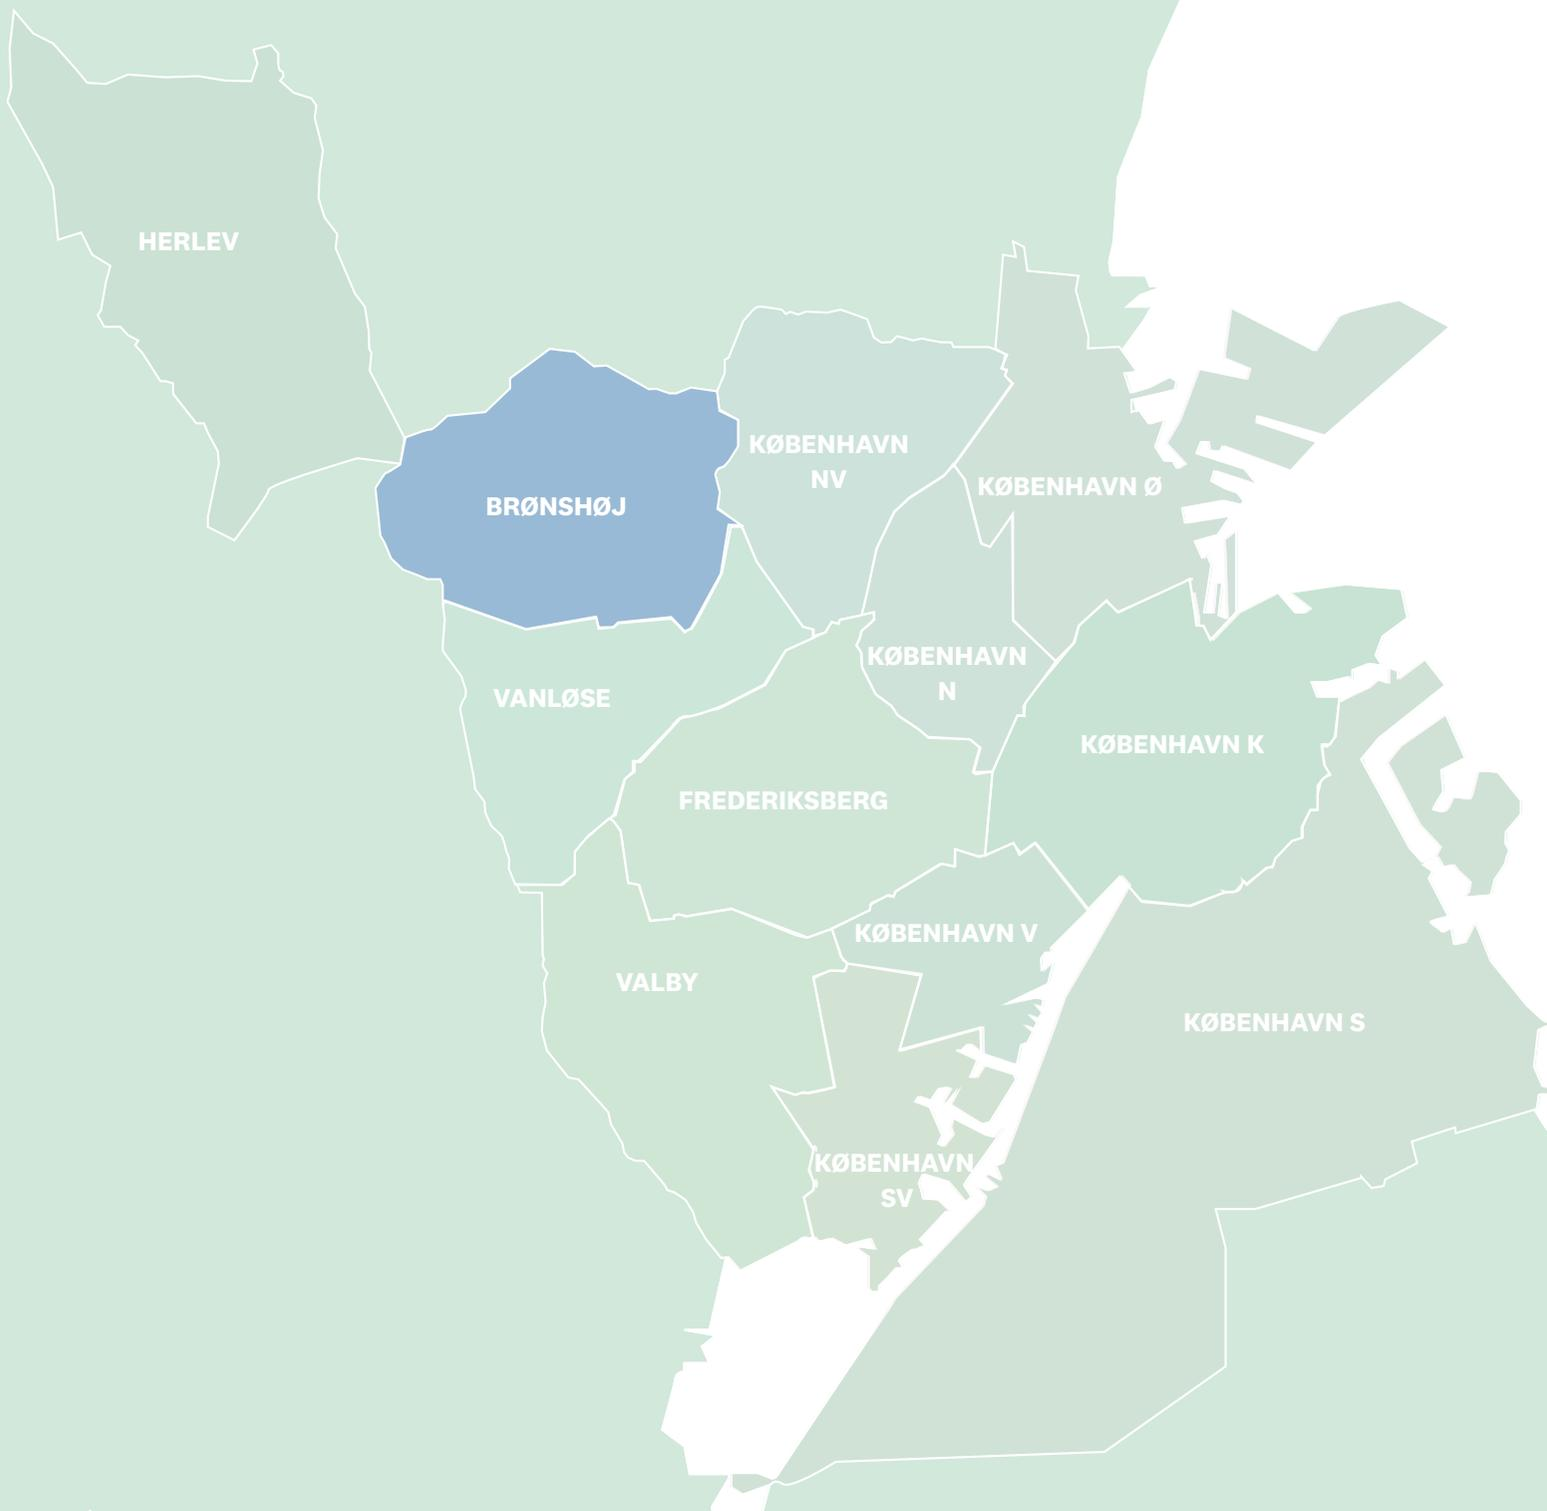 HERLEV
KØBENHAVN
NV
KØBENHAVN Ø
BRØNSHØJ
KØBENHAVN
N
VANLØSE
KØBENHAVN K
FREDERIKSBERG
KØBENHAVN V
VALBY
KØBENHAVN S
KØBENHAVN
SV